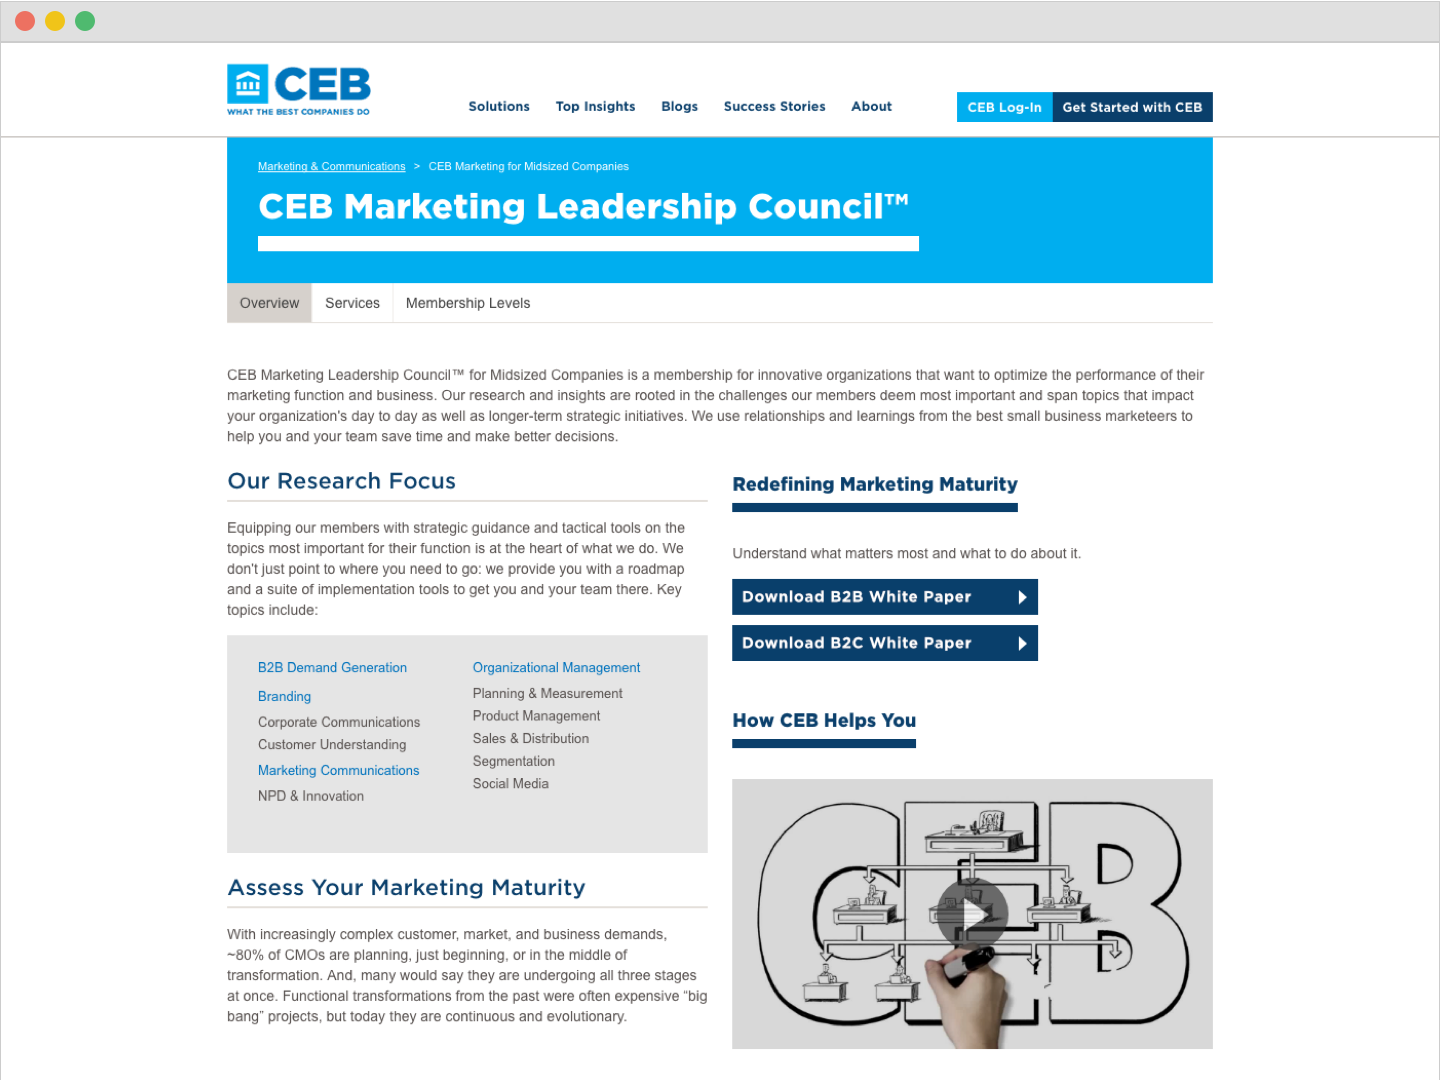 CEB
WHAT THE BEST COMPANIES DO
Solutions
Top Insights
Blogs
Success Stories
About
CEB Log-In
Get Started with CEB
Marketing & Communications > CEB Marketing for Midsized Companies
CEB Marketing Leadership Council™
Overview
Services
Membership Levels
CEB Marketing Leadership Council™ for Midsized Companies is a membership for innovative organizations that want to optimize the performance of their
marketing function and business. Our research and insights are rooted in the challenges our members deem most important and span topics that impact
your organization's day to day as well as longer-term strategic initiatives. We use relationships and learnings from the best small business marketeers to
help you and your team save time and make better decisions.
Our Research Focus
Equipping our members with strategic guidance and tactical tools on the
topics most important for their function is at the heart of what we do. We
don't just point to where you need to go: we provide you with a roadmap
and a suite of implementation tools to get you and your team there. Key
topics include:
B2B Demand Generation
Branding
Corporate Communications
Customer Understanding
Marketing Communications
NPD & Innovation
Organizational Management
Planning & Measurement
Product Management
Sales & Distribution
Segmentation
Social Media
Assess Your Marketing Maturity
With increasingly complex customer, market, and business demands,
~80% of CMOs are planning, just beginning, or in the middle of
transformation. And, many would say they are undergoing all three stages
at once. Functional transformations from the past were often expensive “big
bang” projects, but today they are continuous and evolutionary.
Redefining Marketing Maturity
Understand what matters most and what to do about it.
Download B2B White Paper
Download B2C White Paper
How CEB Helps You
CEB